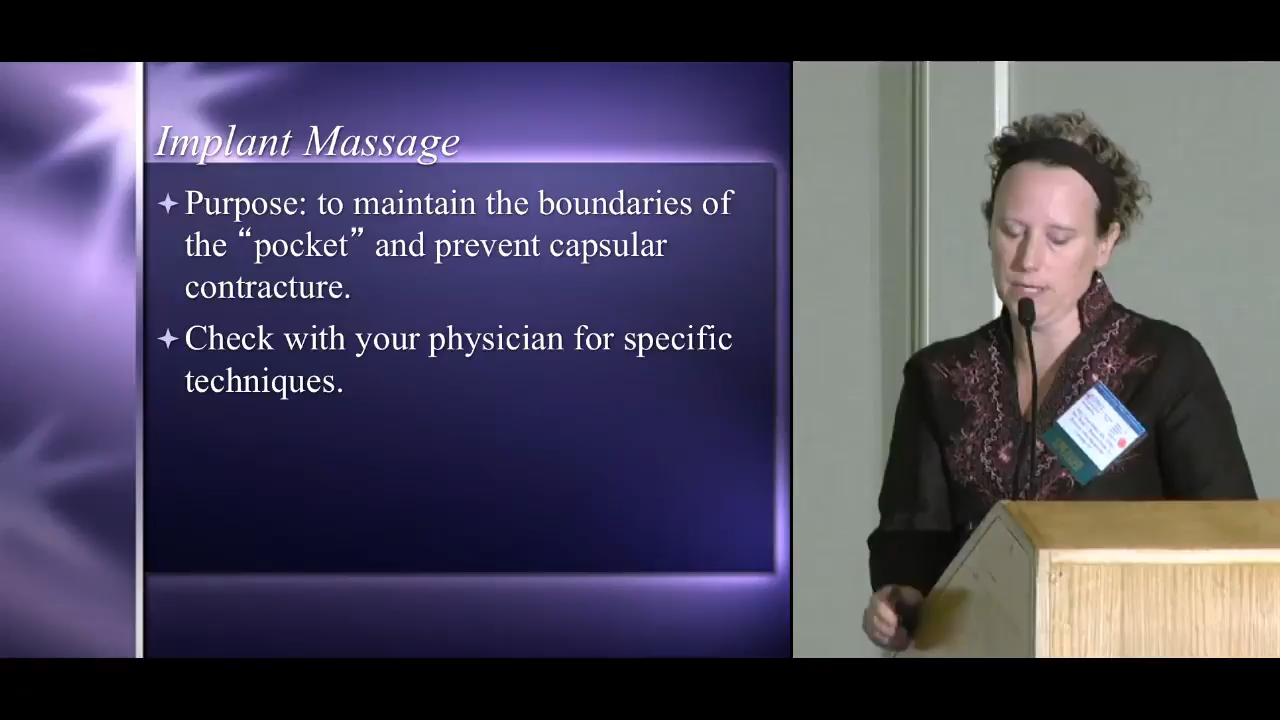 Implant Massage
Purpose: to maintain the boundaries of
the “pocket” and prevent capsular
contracture.
Check with your physician for specific
techniques.